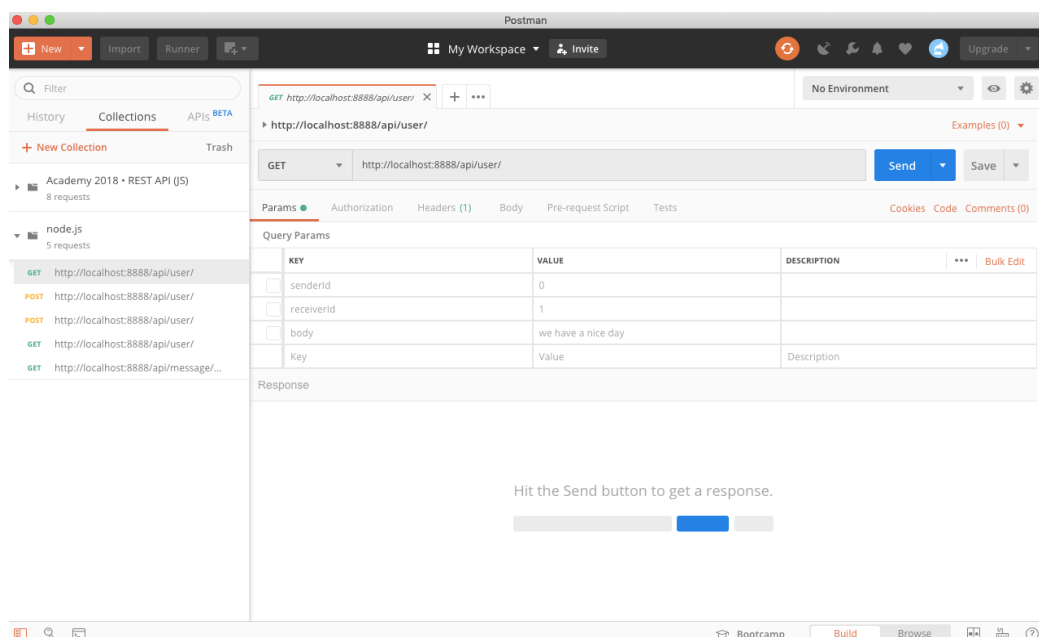 Postman
New
Import
Runner
My Workspace
Invite
Upgrade
Filter
History
Collections
APIs BETA
+ New Collection
Trash
Academy 2018 • REST API (JS)
8 requests
node.js
5 requests
GET http://localhost:8888/api/user/
POST http://localhost:8888/api/user/
POST http://localhost:8888/api/user/
GET http://localhost:8888/api/user/
GET http://localhost:8888/api/message/...
GET http://localhost:8888/api/user/
No Environment
http://localhost:8888/api/user/
Examples (0)
GET
http://localhost:8888/api/user/
Send
Save
Params
Authorization
Headers (1)
Body
Pre-request Script
Tests
Cookies
Code
Comments (0)
Query Params
KEY VALUE DESCRIPTION
Bulk Edit
senderId 0
receiverId 1
body we have a nice day
Key Value Description
Response
Hit the Send button to get a response.
Bootcamp
Build
Browse